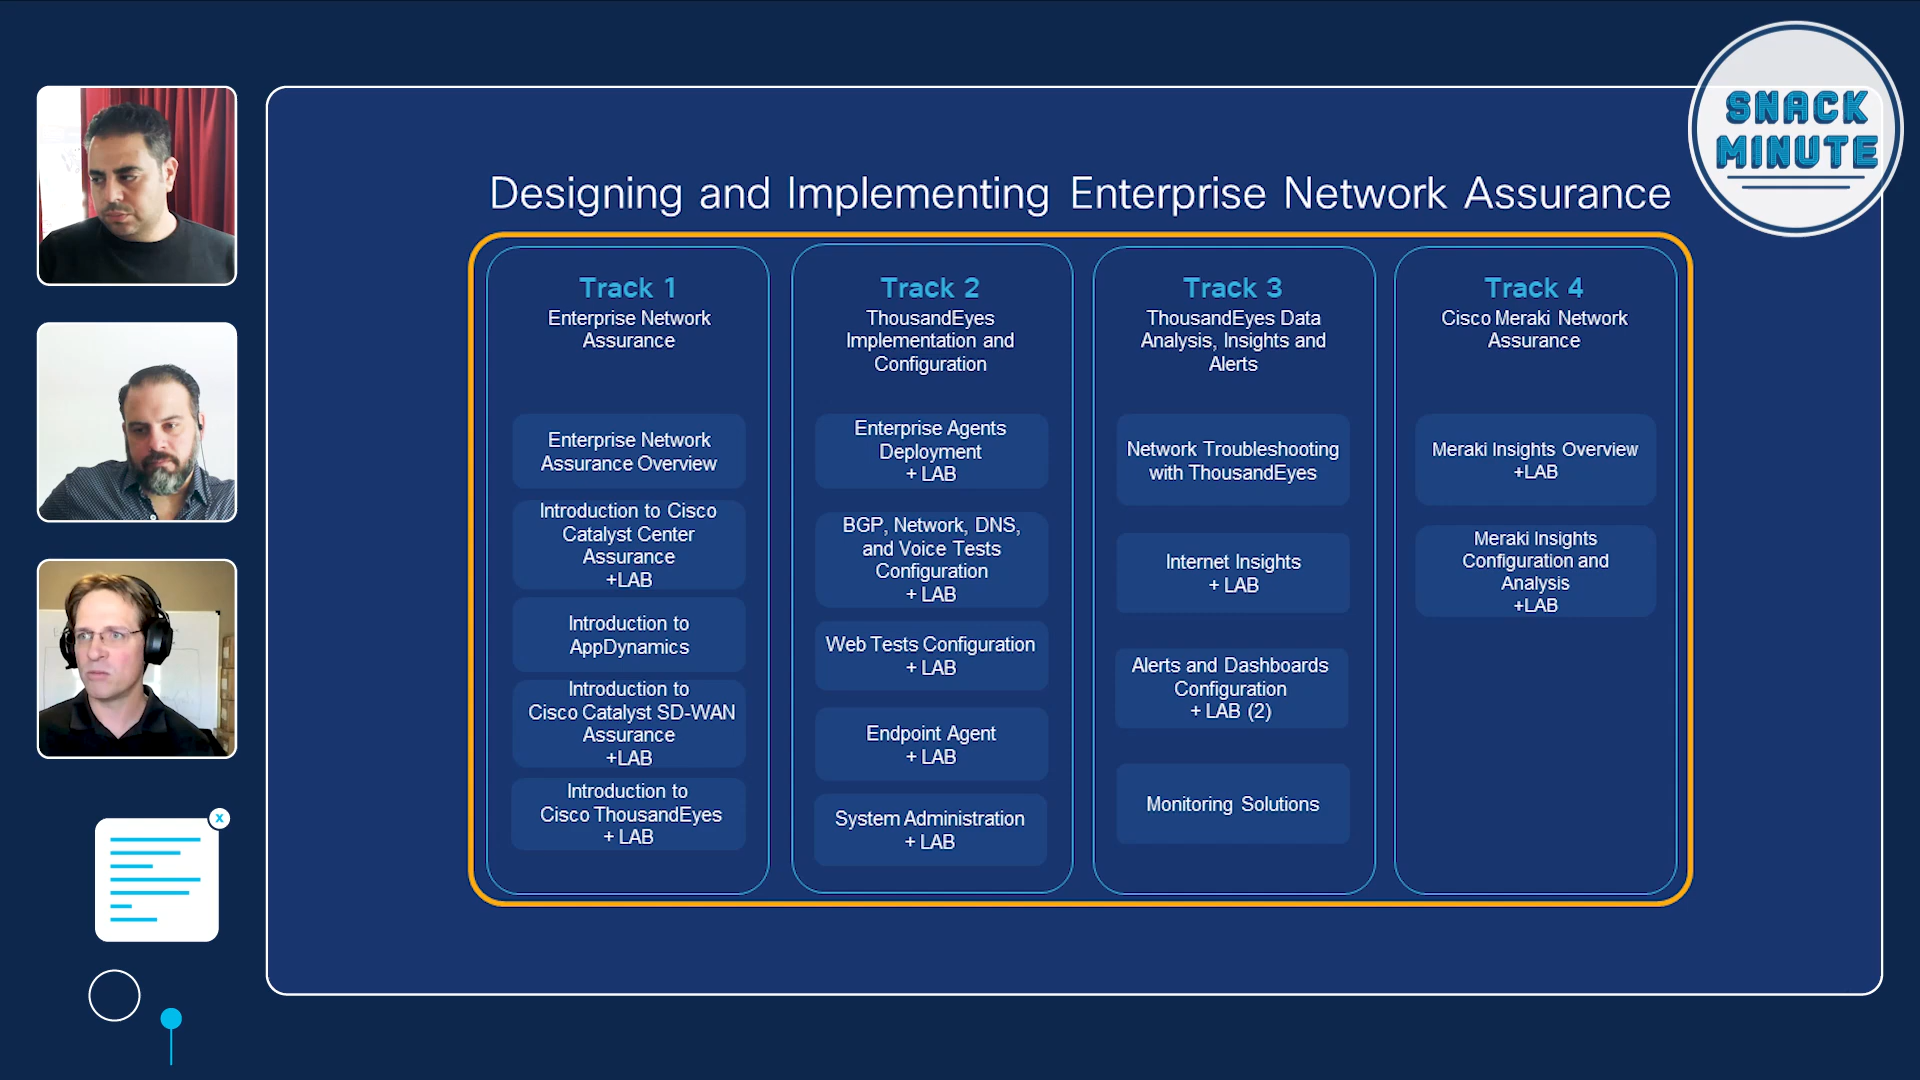 SNACK
MINUTE
Designing and Implementing Enterprise Network Assurance
Track 1
Enterprise Network
Assurance
Enterprise Network
Assurance Overview
Introduction to Cisco
Catalyst Center
Assurance
+LAB
Introduction to
AppDynamics
Introduction to
Cisco Catalyst SD-WAN
Assurance
+LAB
Introduction to
Cisco ThousandEyes
+ LAB
Track 2
ThousandEyes
Implementation and
Configuration
Enterprise Agents
Deployment
+ LAB
BGP, Network, DNS,
and Voice Tests
Configuration
+ LAB
Web Tests Configuration
+ LAB
Endpoint Agent
+ LAB
System Administration
+ LAB
Track 3
ThousandEyes Data
Analysis, Insights and
Alerts
Network Troubleshooting
with ThousandEyes
Internet Insights
+ LAB
Alerts and Dashboards
Configuration
+ LAB (2)
Monitoring Solutions
Track 4
Cisco Meraki Network
Assurance
Meraki Insights Overview
+LAB
Meraki Insights
Configuration and
Analysis
+LAB
x